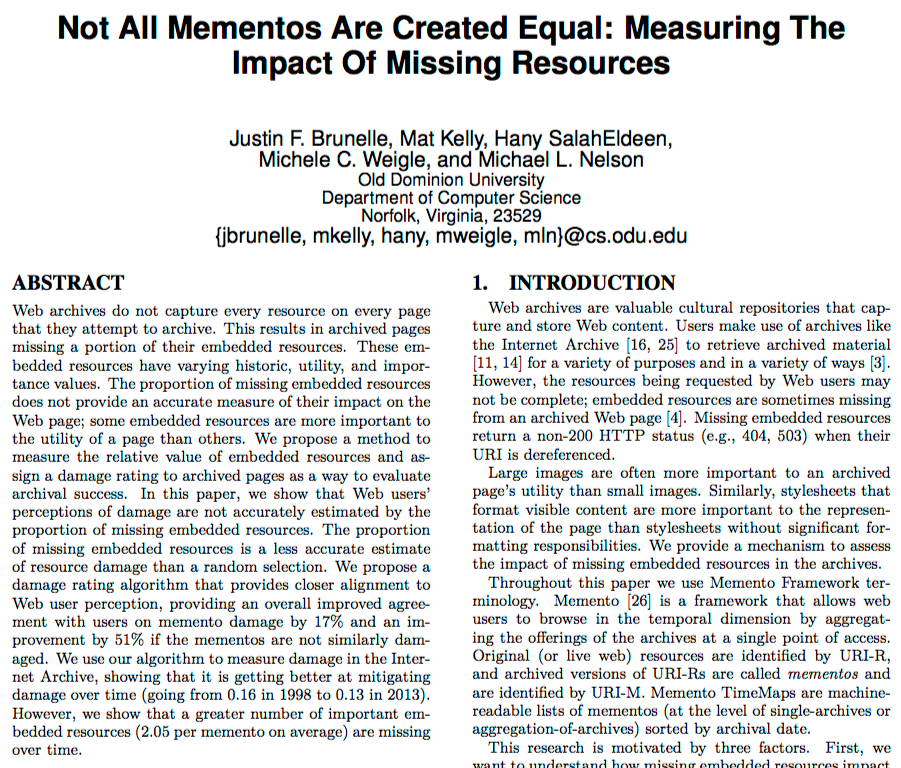 Not All Mementos Are Created Equal: Measuring The
Impact Of Missing Resources
Justin F. Brunelle, Mat Kelly, Hany SalahEldeen,
Michele C. Weigle, and Michael L. Nelson
Old Dominion University
Department of Computer Science
Norfolk, Virginia, 23529
{jbrunelle, mkelly, hany, mweigle, mln}@cs.odu.edu
ABSTRACT
Web archives do not capture every resource on every page
that they attempt to archive. This results in archived pages
missing a portion of their embedded resources. These em-
bedded resources have varying historic, utility, and impor-
tance values. The proportion of missing embedded resources
does not provide an accurate measure of their impact on the
Web page; some embedded resources are more important to
the utility of a page than others. We propose a method to
measure the relative value of embedded resources and as-
sign a damage rating to archived pages as a way to evaluate
archival success. In this paper, we show that Web users'
perceptions of damage are not accurately estimated by the
proportion of missing embedded resources. The proportion
of missing embedded resources is a less accurate estimate
of resource damage than a random selection. We propose a
damage rating algorithm that provides closer alignment to
Web user perception, providing an overall improved agree-
ment with users on memento damage by 17% and an im-
provement by 51% if the mementos are not similarly dam-
aged. We use our algorithm to measure damage in the Inter-
net Archive, showing that it is getting better at mitigating
damage over time (going from 0.16 in 1998 to 0.13 in 2013).
However, we show that a greater number of important em-
bedded resources (2.05 per memento on average) are missing
over time.
1. INTRODUCTION
Web archives are valuable cultural repositories that cap-
ture and store Web content. Users make use of archives like
the Internet Archive [16, 25] to retrieve archived material
[11, 14] for a variety of purposes and in a variety of ways [3].
However, the resources being requested by Web users may
not be complete; embedded resources are sometimes missing
from an archived Web page [4]. Missing embedded resources
return a non-200 HTTP status (e.g., 404, 503) when their
URI is dereferenced.
Large images are often more important to an archived
page's utility than small images. Similarly, stylesheets that
format visible content are more important to the represen-
tation of the page than stylesheets without significant for-
matting responsibilities. We provide a mechanism to assess
the impact of missing embedded resources in the archives.
Throughout this paper we use Memento Framework ter-
minology. Memento [26] is a framework that allows web
users to browse in the temporal dimension by aggregat-
ing the offerings of the archives at a single point of access.
Original (or live web) resources are identified by URI-R,
and archived versions of URI-Rs are called mementos and
are identified by URI-M. Memento TimeMaps are machine-
readable lists of mementos (at the level of single-archives or
aggregation-of-archives) sorted by archival date.
This research is motivated by three factors. First, we
want to understand how missing embedded resources impact